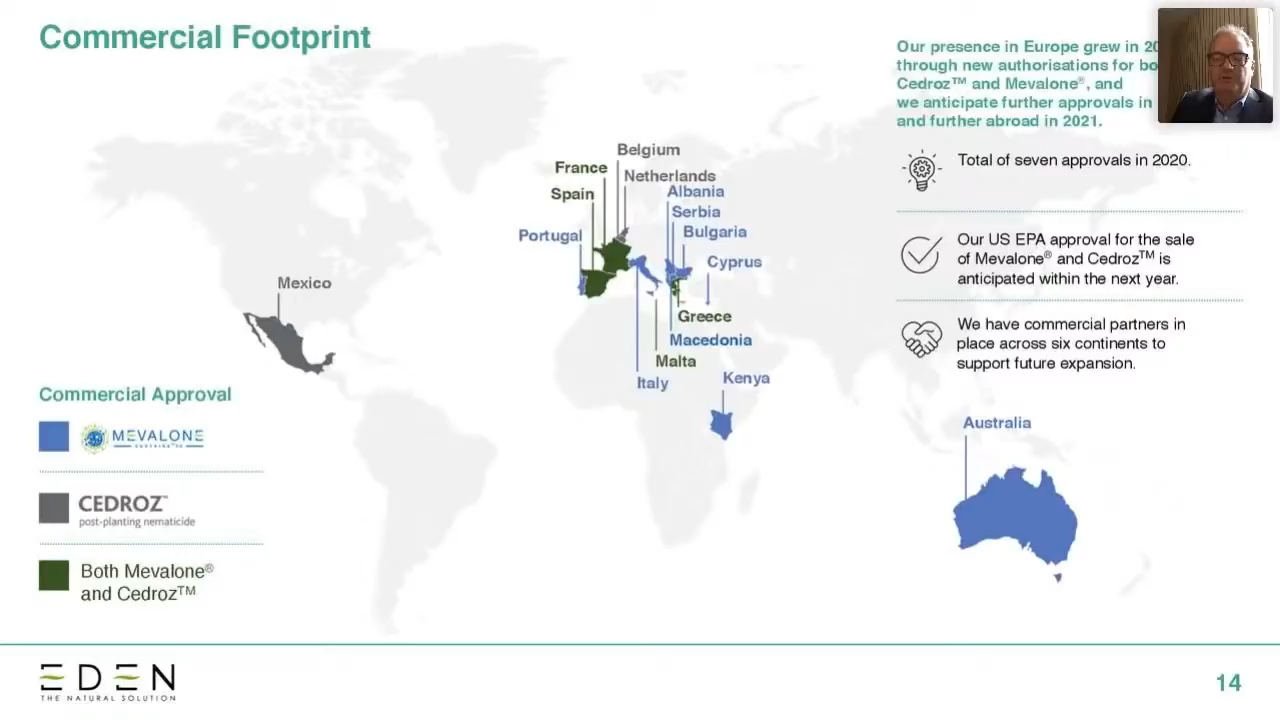 Commercial Footprint
Our presence in Europe grew in 20
through new authorisations for bo
Cedroz™ and Mevalone®, and
we anticipate further approvals in
and further abroad in 2021.
Total of seven approvals in 2020.
Our US EPA approval for the sale
of Mevalone® and Cedroz™ is
anticipated within the next year.
We have commercial partners in
place across six continents to
support future expansion.
Belgium
France
Netherlands
Spain
Albania
Serbia
Portugal
Bulgaria
Cyprus
Mexico
Greece
Macedonia
Malta
Italy
Kenya
Australia
Commercial Approval
MEVALONE
CEDROZ™
post-planting nematicide
Both Mevalone®
and Cedroz™
EDEN
THE NATURAL SOLUTION
14